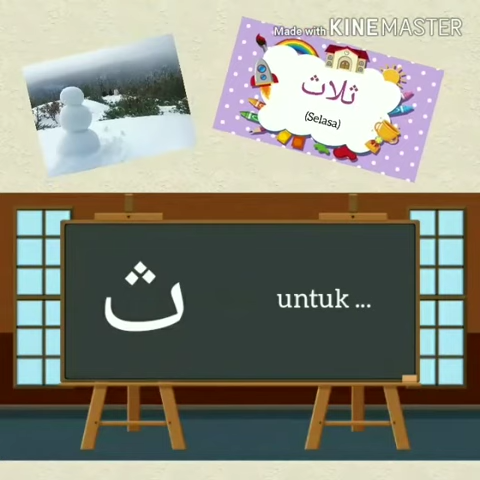 Made with KINEMASTER
ثلاث
(Selasa)
ث
untuk ...